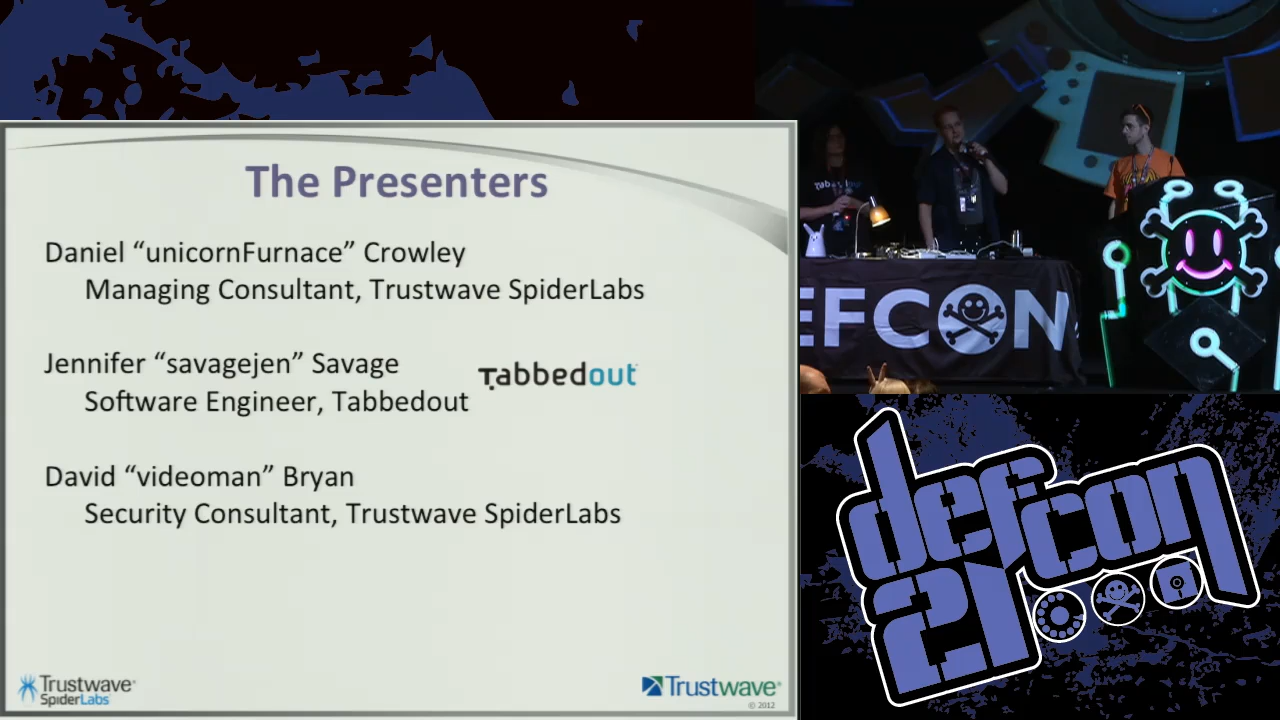 The Presenters
Daniel “unicornFurnace” Crowley
Managing Consultant, Trustwave SpiderLabs
Jennifer “savagejen” Savage
Tabbedout
Software Engineer, Tabbedout
David “videoman” Bryan
Security Consultant, Trustwave SpiderLabs
Trustwave®
SpiderLabs
Trustwave®
© 2012
EFCON
defcon
21